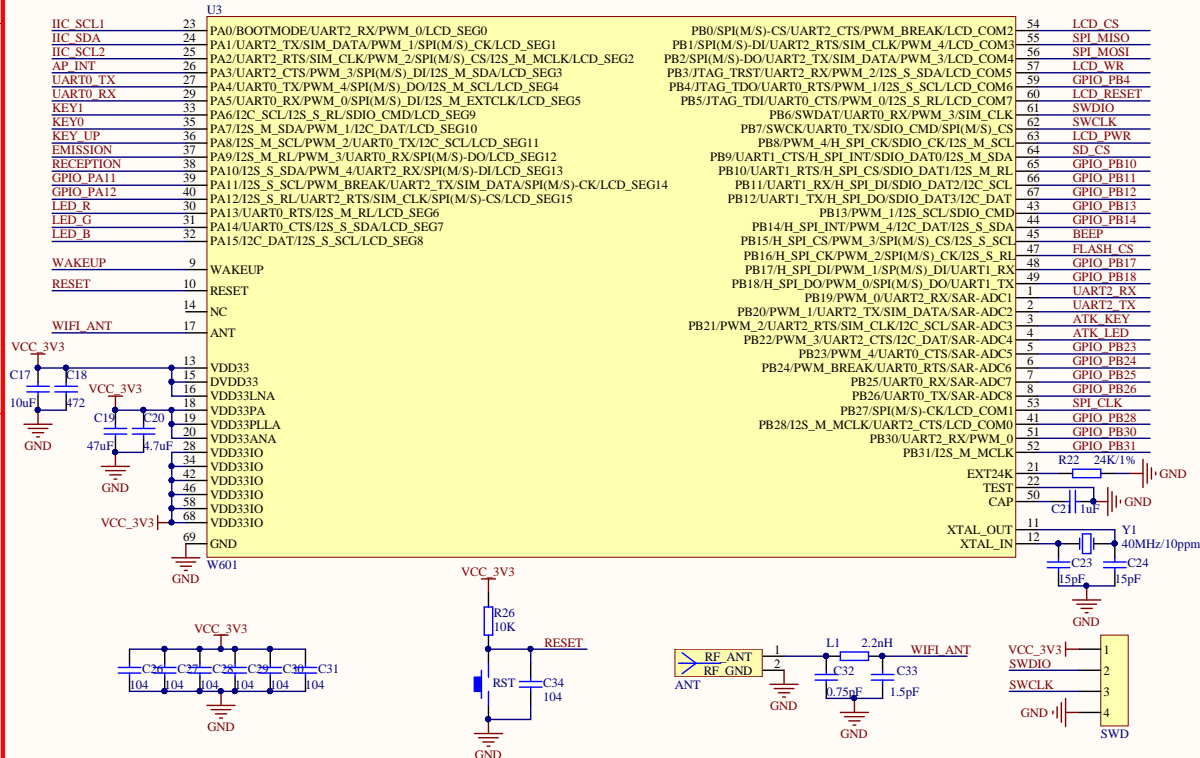 U3
IIC_SCL1 23 PA0/BOOTMODE/UART2_RX/PWM_0/LCD_SEG0
IIC_SDA 24 PA1/UART2_TX/SIM_DATA/PWM_1/SPI(M/S)_CK/LCD_SEG1
IIC_SCL2 25 PA2/UART2_RTS/SIM_CLK/PWM_2/SPI(M/S)_CS/I2S_M_MCLK/LCD_SEG2
AP_INT 26 PA3/UART2_CTS/PWM_3/SPI(M/S)_DI/I2S_M_SDA/LCD_SEG3
UART0_TX 27 PA4/UART0_TX/PWM_4/SPI(M/S)_DO/I2S_M_SCL/LCD_SEG4
UART0_RX 29 PA5/UART0_RX/PWM_0/SPI(M/S)_DI/I2S_M_EXTCLK/LCD_SEG5
KEY1 33 PA6/I2C_SCL/I2S_S_RL/SDIO_CMD/LCD_SEG9
KEY0 35 PA7/I2S_M_SDA/PWM_1/I2C_DAT/LCD_SEG10
KEY_UP 36 PA8/I2S_M_SCL/PWM_2/UART0_TX/I2C_SCL/LCD_SEG11
EMISSION 37 PA9/I2S_M_RL/PWM_3/UART0_RX/SPI(M/S)-DO/LCD_SEG12
RECEPTION 38 PA10/I2S_S_SDA/PWM_4/UART2_RX/SPI(M/S)-DI/LCD_SEG13
GPIO_PA11 39 PA11/I2S_S_SCL/PWM_BREAK/UART2_TX/SIM_DATA/SPI(M/S)-CK/LCD_SEG14
GPIO_PA12 40 PA12/I2S_S_RL/UART2_RTS/SIM_CLK/SPI(M/S)-CS/LCD_SEG15
LED_R 30 PA13/UART0_RTS/I2S_M_RL/LCD_SEG6
LED_G 31 PA14/UART0_CTS/I2S_S_SDA/LCD_SEG7
LED_B 32 PA15/I2C_DAT/I2S_S_SCL/LCD_SEG8
WAKEUP 9 WAKEUP
RESET 10 RESET
14 NC
WIFI_ANT 17 ANT
VCC_3V3
13 VDD33
15 DVDD33
16 VDD33LNA
C17 10uF C18 472
GND
VCC_3V3
18 VDD33PA
19 VDD33PLLA
20 VDD33ANA
C19 47uF C20 4.7uF
GND
28 VDD33IO
34 VDD33IO
42 VDD33IO
46 VDD33IO
58 VDD33IO
VCC_3V3 68 VDD33IO
69 GND
GND
W601
PB0/SPI(M/S)-CS/UART2_CTS/PWM_BREAK/LCD_COM2 54 LCD_CS
PB1/SPI(M/S)-DI/UART2_RTS/SIM_CLK/PWM_4/LCD_COM3 55 SPI_MISO
PB2/SPI(M/S)-DO/UART2_TX/SIM_DATA/PWM_3/LCD_COM4 56 SPI_MOSI
PB3/JTAG_TRST/UART2_RX/PWM_2/I2S_S_SDA/LCD_COM5 57 LCD_WR
PB4/JTAG_TDO/UART0_RTS/PWM_1/I2S_S_SCL/LCD_COM6 59 GPIO_PB4
PB5/JTAG_TDI/UART0_CTS/PWM_0/I2S_S_RL/LCD_COM7 60 LCD_RESET
PB6/SWDAT/UART0_RX/PWM_3/SIM_CLK 61 SWDIO
PB7/SWCK/UART0_TX/SDIO_CMD/SPI(M/S)_CS 62 SWCLK
PB8/PWM_4/H_SPI_CK/SDIO_CK/I2S_M_SCL 63 LCD_PWR
PB9/UART1_CTS/H_SPI_INT/SDIO_DAT0/I2S_M_SDA 64 SD_CS
PB10/UART1_RTS/H_SPI_CS/SDIO_DAT1/I2S_M_RL 65 GPIO_PB10
PB11/UART1_RX/H_SPI_DI/SDIO_DAT2/I2C_SCL 66 GPIO_PB11
PB12/UART1_TX/H_SPI_DO/SDIO_DAT3/I2C_DAT 67 GPIO_PB12
PB13/PWM_1/I2S_SCL/SDIO_CMD 43 GPIO_PB13
PB14/H_SPI_INT/PWM_4/I2C_DAT/I2S_S_SDA 44 GPIO_PB14
PB15/H_SPI_CS/PWM_3/SPI(M/S)_CS/I2S_S_SCL 45 BEEP
PB16/H_SPI_CK/PWM_2/SPI(M/S)_CK/I2S_S_RL 47 FLASH_CS
PB17/H_SPI_DI/PWM_1/SP(M/S)_DI/UART1_RX 48 GPIO_PB17
PB18/H_SPI_DO/PWM_0/SPI(M/S)_DO/UART1_TX 49 GPIO_PB18
PB19/PWM_0/UART2_RX/SAR-ADC1 1 UART2_RX
PB20/PWM_1/UART2_TX/SIM_DATA/SAR-ADC2 2 UART2_TX
PB21/PWM_2/UART2_RTS/SIM_CLK/I2C_SCL/SAR-ADC3 3 ATK_KEY
PB22/PWM_3/UART2_CTS/I2C_DAT/SAR-ADC4 4 ATK_LED
PB23/PWM_4/UART0_CTS/SAR-ADC5 5 GPIO_PB23
PB24/PWM_BREAK/UART0_RTS/SAR-ADC6 6 GPIO_PB24
PB25/UART0_RX/SAR-ADC7 7 GPIO_PB25
PB26/UART0_TX/SAR-ADC8 8 GPIO_PB26
PB27/SPI(M/S)-CK/LCD_COM1 53 SPI_CLK
PB28/I2S_M_MCLK/UART2_CTS/LCD_COM0 41 GPIO_PB28
PB30/UART2_RX/PWM_0 51 GPIO_PB30
PB31/I2S_M_MCLK 52 GPIO_PB31
EXT24K 21 R22 24K/1% GND
TEST 22
CAP 50 C21 1uF GND
XTAL_OUT 11
XTAL_IN 12
Y1
40MHz/10ppm
C23 15pF C24 15pF
GND
VCC_3V3
C26 C27 C28 C29 C30 C31
104 104 104 104 104 104
GND
VCC_3V3
R26
10K
RESET
RST C34
104
GND
RF_ANT 1
RF_GND 2
ANT
GND
L1 2.2nH WIFI_ANT
C32 C33
0.75pF 1.5pF
GND
VCC_3V3 1
SWDIO 2
SWCLK 3
GND 4
SWD